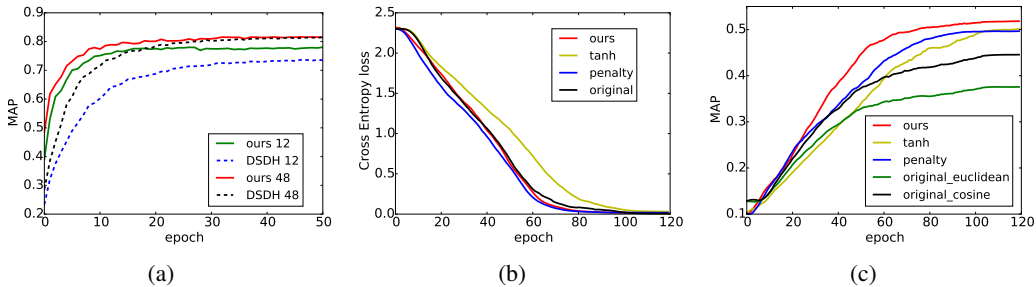 0.9
0.8
0.7
0.6
0.5
0.4
0.3
0.2
MAP
0 10 20 30 40 50
epoch
ours 12
DSDH 12
ours 48
DSDH 48
(a)
2.5
2.0
1.5
1.0
0.5
0.0
Cross Entropy loss
0 20 40 60 80 100 120
epoch
ours
tanh
penalty
original
(b)
0.5
0.4
0.3
0.2
0.1
MAP
0 20 40 60 80 100 120
epoch
ours
tanh
penalty
original_euclidean
original_cosine
(c)